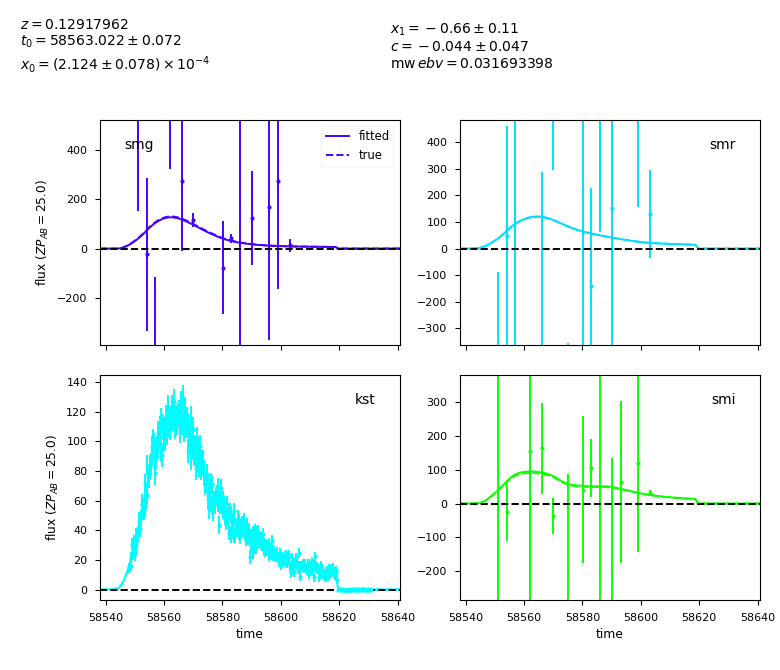 z = 0.12917962
t₀ = 58563.022 ± 0.072
x₀ = (2.124 ± 0.078) × 10⁻⁴
x₁ = −0.66 ± 0.11
c = −0.044 ± 0.047
mw ebv = 0.031693398
smg
fitted
true
400
200
0
−200
flux (ZP_AB = 25.0)
smr
400
300
200
100
0
−100
−200
−300
kst
140
120
100
80
60
40
20
0
flux (ZP_AB = 25.0)
58540 58560 58580 58600 58620 58640
time
smi
300
200
100
0
−100
−200
58540 58560 58580 58600 58620 58640
time